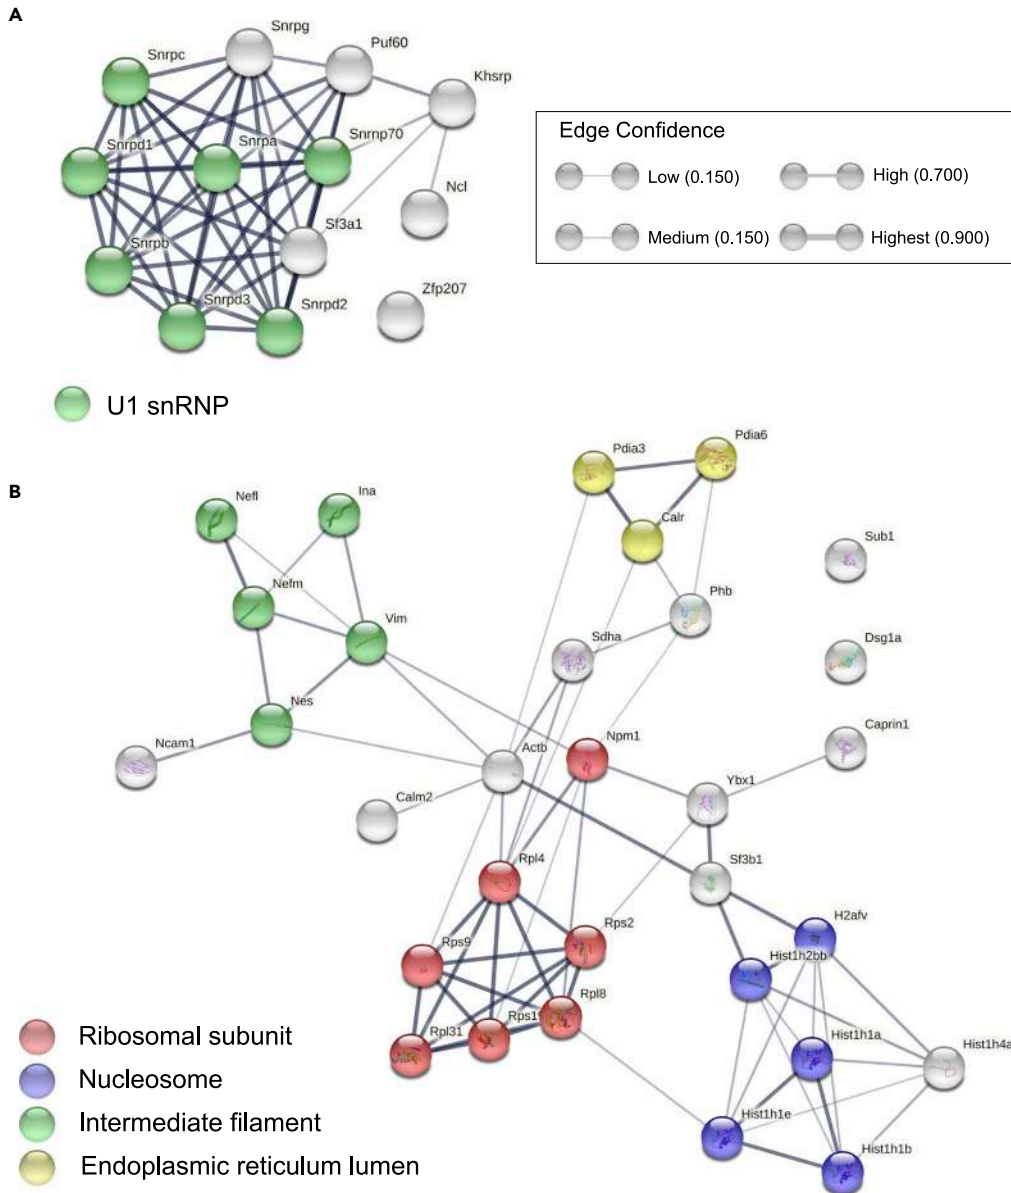 A
Snrpg
Puf60
Snrpc
Khsrp
Snrpd1
Snrpa
Snrnp70
Ncl
Sf3a1
Snrpb
Zfp207
Snrpd3
Snrpd2
Edge Confidence
Low (0.150)
High (0.700)
Medium (0.150)
Highest (0.900)
U1 snRNP
B
Pdia3
Pdia6
Nefl
Ina
Calr
Sub1
Nefm
Vim
Phb
Sdha
Dsg1a
Nes
Ncam1
Actb
Npm1
Caprin1
Ybx1
Calm2
Rpl4
Sf3b1
Rps9
Rps2
H2afv
Hist1h2bb
Rpl8
Rpl31
Rps19
Hist1h1a
Hist1h4a
Hist1h1e
Hist1h1b
Ribosomal subunit
Nucleosome
Intermediate filament
Endoplasmic reticulum lumen